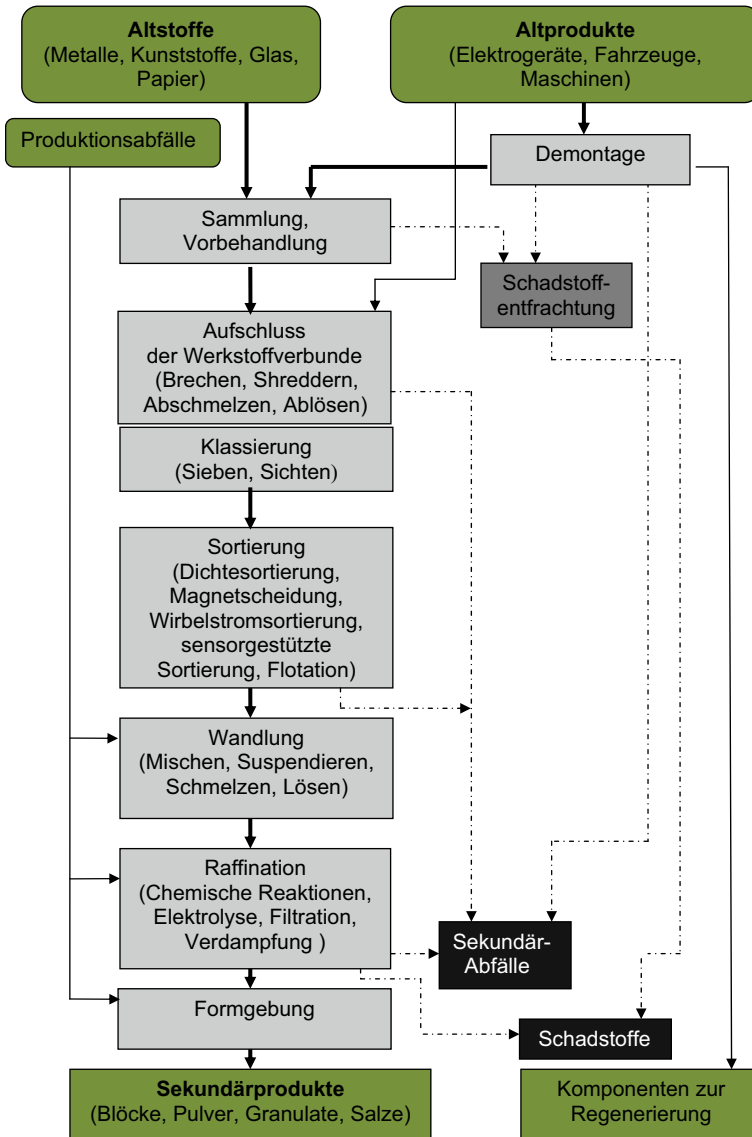 Altstoffe
(Metalle, Kunststoffe, Glas,
Papier)
Altprodukte
(Elektrogeräte, Fahrzeuge,
Maschinen)
Produktionsabfälle
Demontage
Sammlung,
Vorbehandlung
Schadstoff-
entfrachtung
Aufschluss
der Werkstoffverbunde
(Brechen, Shreddern,
Abschmelzen, Ablösen)
Klassierung
(Sieben, Sichten)
Sortierung
(Dichtesortierung,
Magnetscheidung,
Wirbelstromsortierung,
sensorgestützte
Sortierung, Flotation)
Wandlung
(Mischen, Suspendieren,
Schmelzen, Lösen)
Raffination
(Chemische Reaktionen,
Elektrolyse, Filtration,
Verdampfung )
Sekundär-
Abfälle
Formgebung
Schadstoffe
Sekundärprodukte
(Blöcke, Pulver, Granulate, Salze)
Komponenten zur
Regenerierung